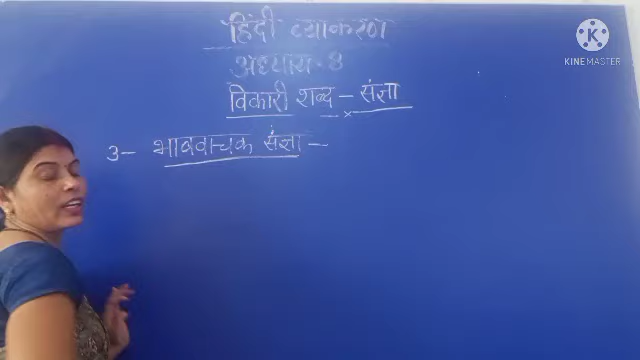 हिंदी व्याकरण
अध्याय-8
विकारी शब्द - संज्ञा
3- भाववाचक संज्ञा -
KINEMASTER